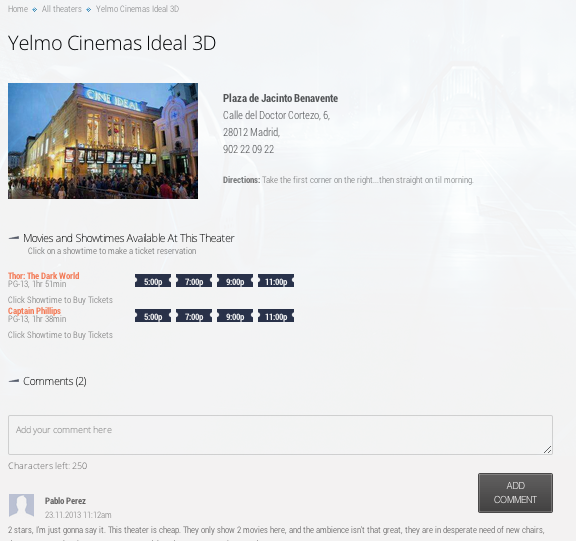 Home ❖ All theaters ❖ Yelmo Cinemas Ideal 3D
Yelmo Cinemas Ideal 3D
CINE IDEAL
Plaza de Jacinto Benavente
Calle del Doctor Cortezo, 6,
28012 Madrid,
902 22 09 22
Directions: Take the first corner on the right...then straight on til morning.
Movies and Showtimes Available At This Theater
Click on a showtime to make a ticket reservation
Thor: The Dark World
PG-13, 1hr 51min
5:00p 7:00p 9:00p 11:00p
Click Showtime to Buy Tickets
Captain Phillips
PG-13, 1hr 38min
5:00p 7:00p 9:00p 11:00p
Click Showtime to Buy Tickets
Comments (2)
Add your comment here
Characters left: 250
ADD
COMMENT
Pablo Perez
23.11.2013 11:12am
2 stars, I'm just gonna say it. This theater is cheap. They only show 2 movies here, and the ambience isn't that great, they are in desperate need of new chairs,